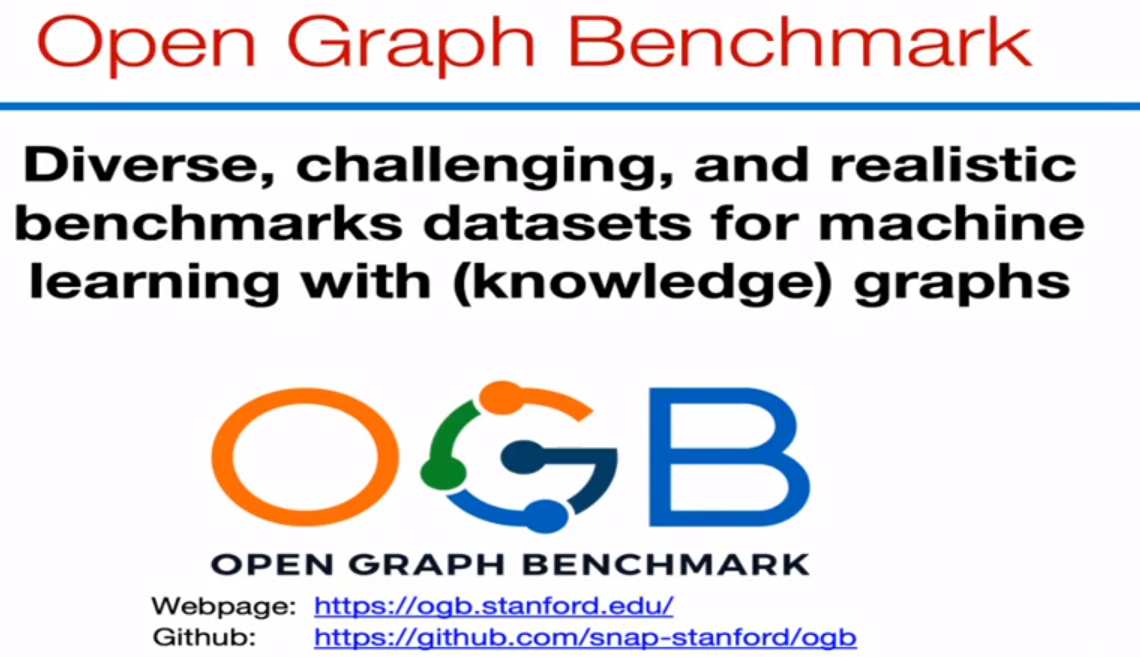 Open Graph Benchmark
Diverse, challenging, and realistic
benchmarks datasets for machine
learning with (knowledge) graphs
OGB
OPEN GRAPH BENCHMARK
Webpage: https://ogb.stanford.edu/
Github: https://github.com/snap-stanford/ogb